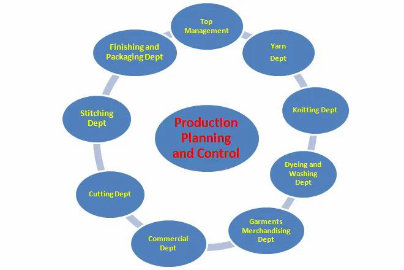 Top
Management
Yarn
Dept
Knitting Dept
Dyeing and
Washing
Dept
Garments
Merchandising
Dept
Commercial
Dept
Cutting Dept
Stitching
Dept
Finishing and
Packaging Dept
Production
Planning
and Control